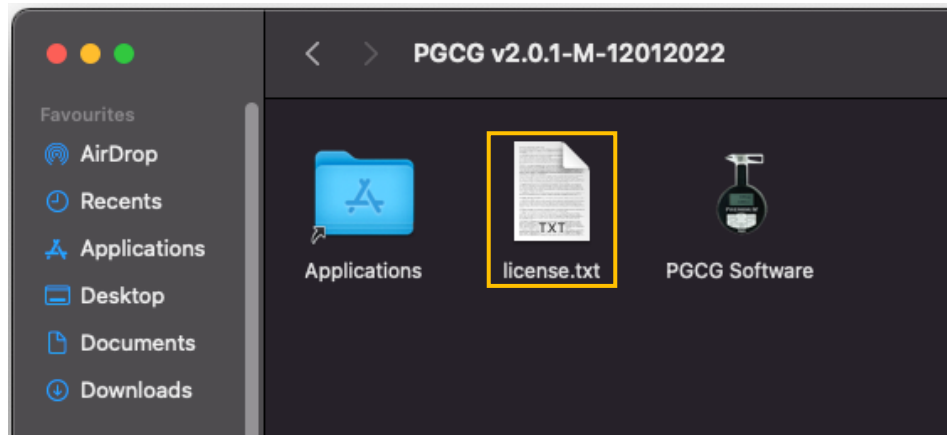 PGCG v2.0.1-M-12012022
Favourites
AirDrop
Recents
Applications
Desktop
Documents
Downloads
TXT
Applications
license.txt
PGCG Software